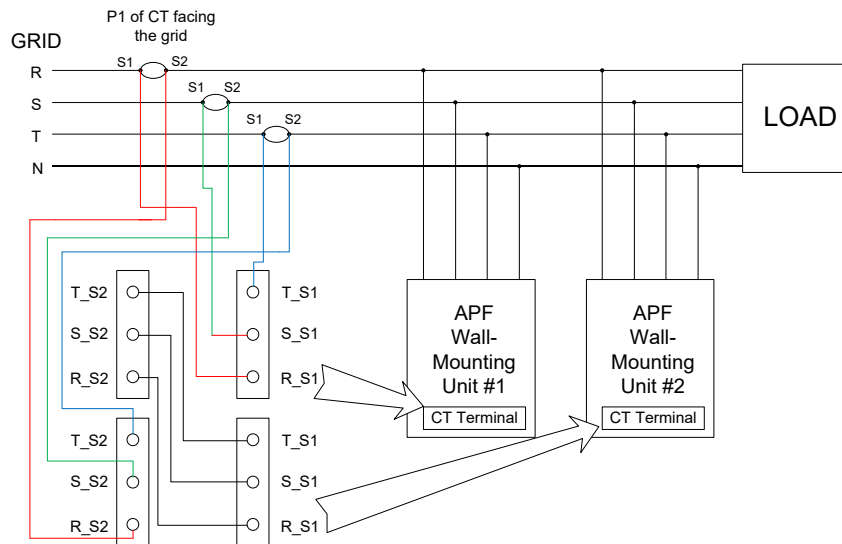 P1 of CT facing
the grid
GRID
R
S1
S2
S
S1
S2
T
S1
S2
N
LOAD
T_S2
T_S1
S_S2
S_S1
R_S2
R_S1
T_S2
T_S1
S_S2
S_S1
R_S2
R_S1
APF
Wall-
Mounting
Unit #1
CT Terminal
APF
Wall-
Mounting
Unit #2
CT Terminal